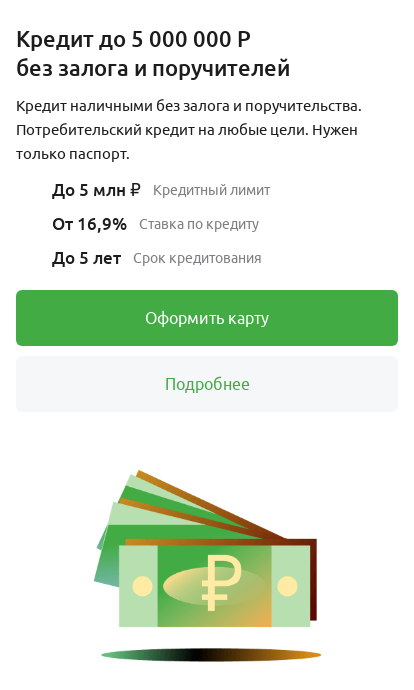 Кредит до 5 000 000 Р
без залога и поручителей
Кредит наличными без залога и поручительства.
Потребительский кредит на любые цели. Нужен
только паспорт.
До 5 млн ₽ Кредитный лимит
От 16,9% Ставка по кредиту
До 5 лет Срок кредитования
Оформить карту
Подробнее
₽